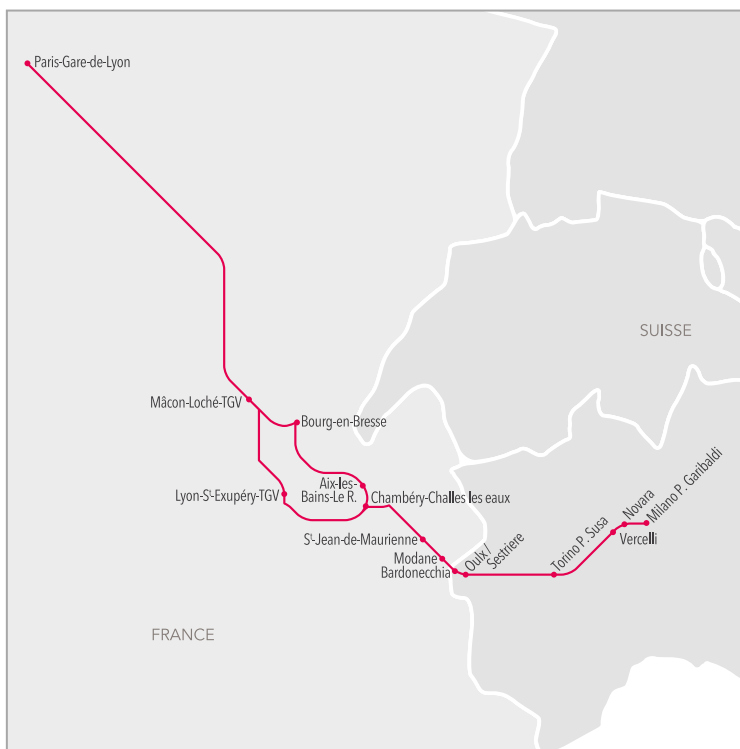 Paris-Gare-de-Lyon
SUISSE
Mâcon-Loché-TGV
Bourg-en-Bresse
Aix-les-
Bains-Le R.
Lyon-Sᵗ-Exupéry-TGV
Chambéry-Challes les eaux
Sᵗ-Jean-de-Maurienne
Modane
Bardonecchia
Oulx /
Sestriere
Torino P. Susa
Vercelli
Novara
Milano P. Garibaldi
FRANCE